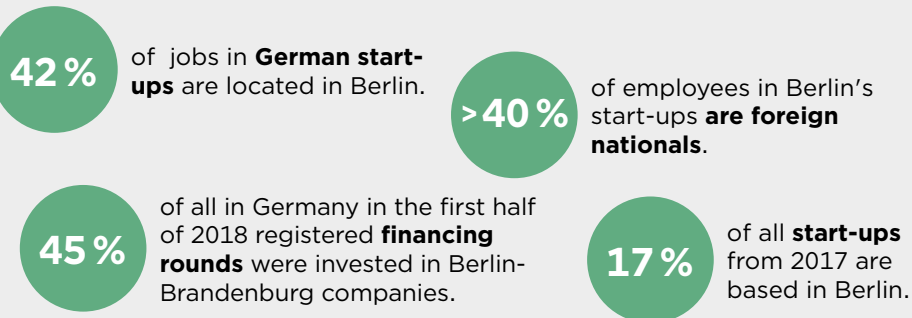 42 %
of jobs in German start-
ups are located in Berlin.
>40 %
of employee​s in Berlin's
start-ups are foreign
nationals.
45 %
of all in Germany in the first half
of 2018 registered financing
rounds were invested in Berlin-
Brandenburg companies.
17 %
of all start-ups
from 2017 are
based in Berlin.